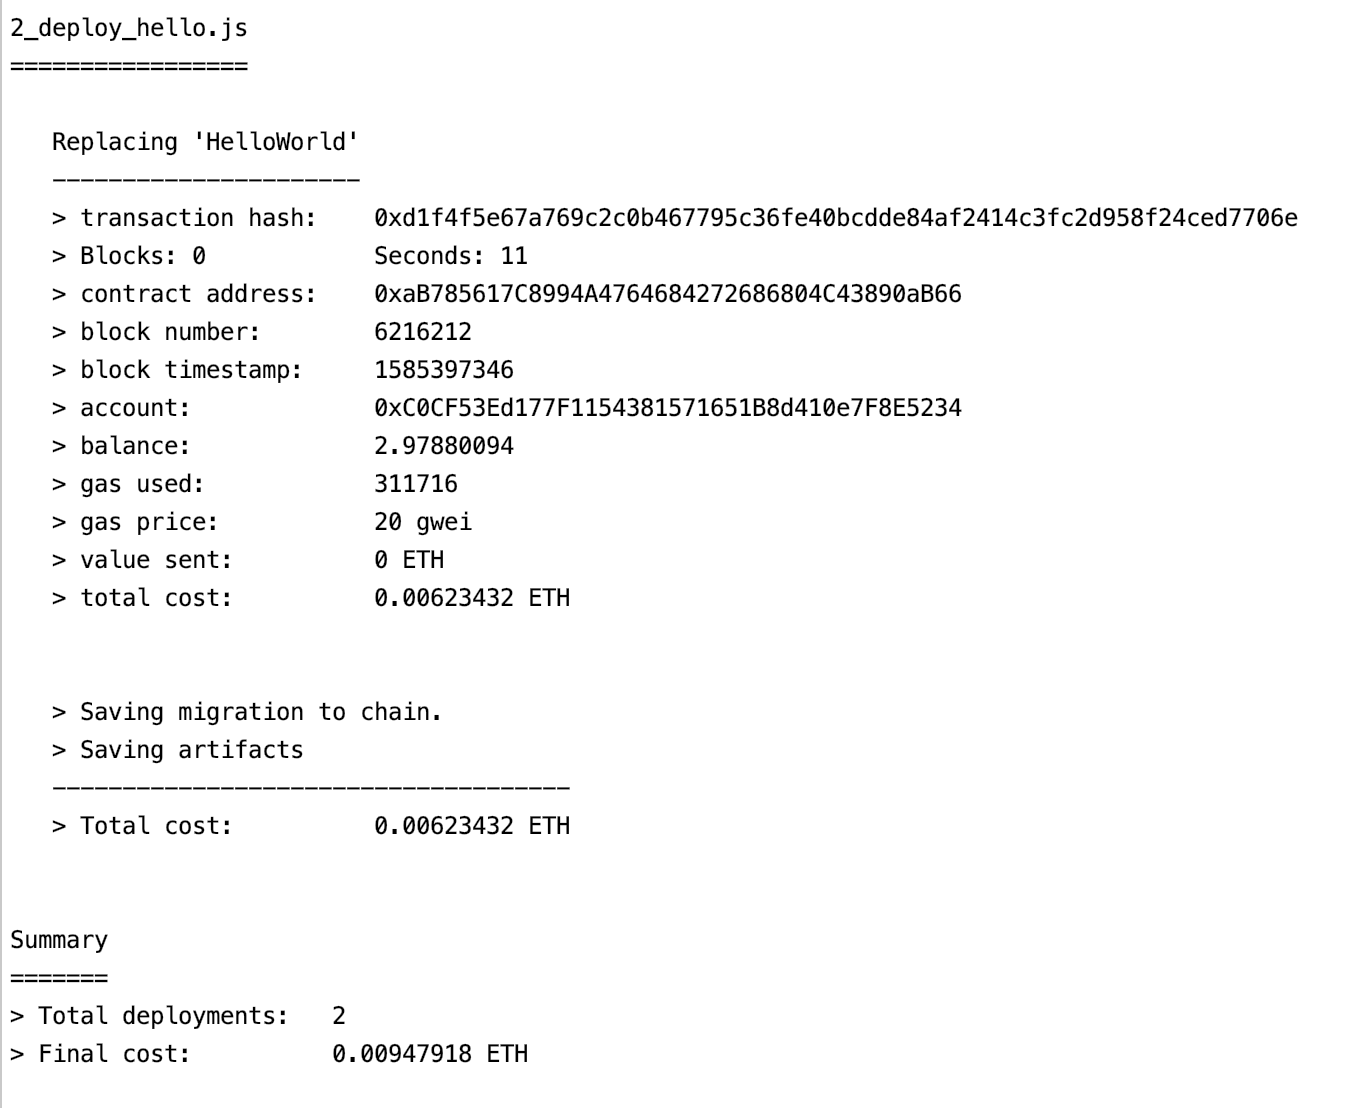 2_deploy_hello.js
=================
Replacing 'HelloWorld'
----------------------
> transaction hash:    0xd1f4f5e67a769c2c0b467795c36fe40bcdde84af2414c3fc2d958f24ced7706e
> Blocks: 0            Seconds: 11
> contract address:    0xaB785617C8994A4764684272686804C43890aB66
> block number:        6216212
> block timestamp:     1585397346
> account:             0xC0CF53Ed177F1154381571651B8d410e7F8E5234
> balance:             2.97880094
> gas used:            311716
> gas price:           20 gwei
> value sent:          0 ETH
> total cost:          0.00623432 ETH
> Saving migration to chain.
> Saving artifacts
-------------------------------------
> Total cost:          0.00623432 ETH
Summary
=======
> Total deployments:   2
> Final cost:          0.00947918 ETH